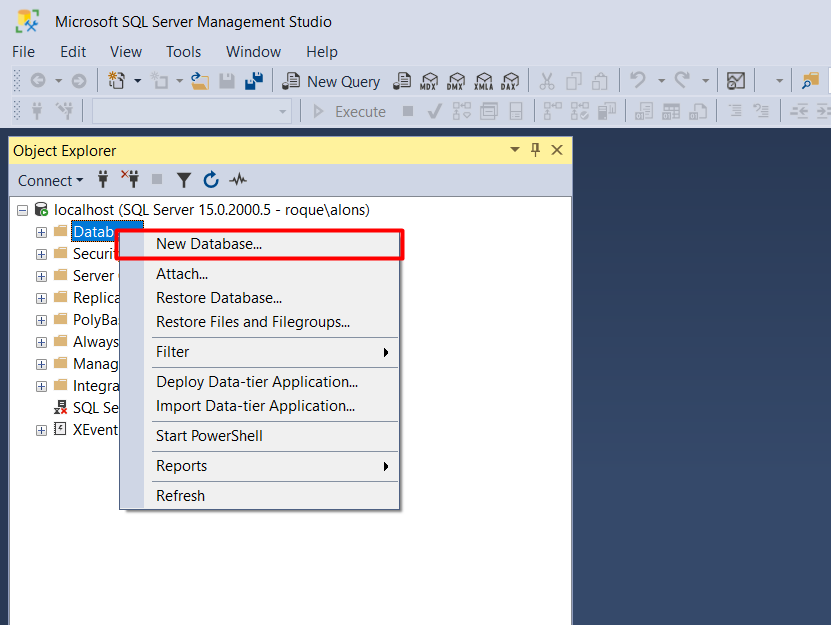 Microsoft SQL Server Management Studio
File Edit View Tools Window Help
New Query MDX DMX XMLA DAX
Execute
Object Explorer
Connect
localhost (SQL Server 15.0.2000.5 - roque\alons)
Datab
Securit
Server
Replica
PolyBa
Always
Manag
Integra
SQL Se
XEvent
New Database...
Attach...
Restore Database...
Restore Files and Filegroups...
Filter
Deploy Data-tier Application...
Import Data-tier Application...
Start PowerShell
Reports
Refresh